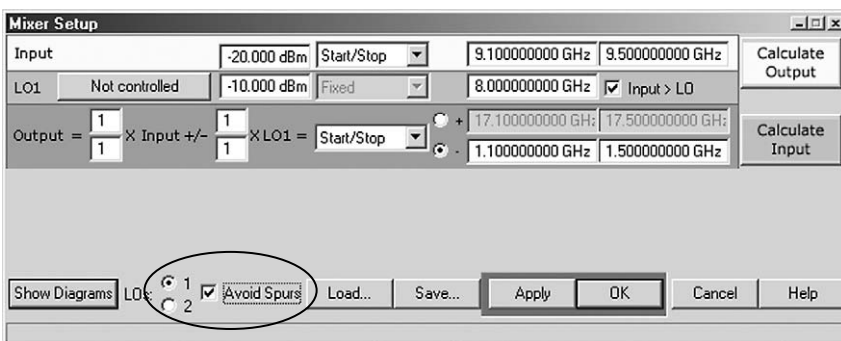 Mixer Setup
Input -20.000 dBm Start/Stop 9.100000000 GHz 9.500000000 GHz Calculate Output
LO1 Not controlled -10.000 dBm Fixed 8.000000000 GHz Input > LO
Output = 1 1 X Input +/- 1 1 X LO1 = Start/Stop + 17.100000000 GH 17.500000000 GH
- 1.100000000 GHz 1.500000000 GHz
Calculate Input
Show Diagrams LOs: 1 2 Avoid Spurs Load... Save... Apply OK Cancel Help